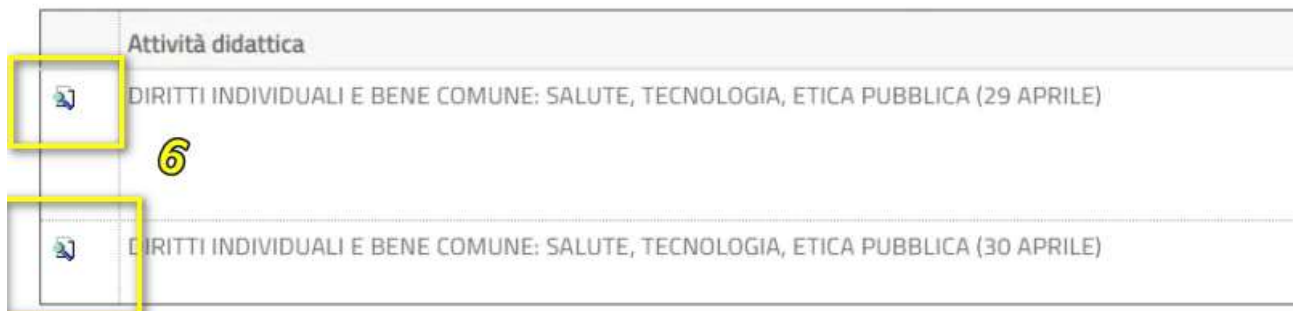 Attività didattica
DIRITTI INDIVIDUALI E BENE COMUNE: SALUTE, TECNOLOGIA, ETICA PUBBLICA (29 APRILE)
6
DIRITTI INDIVIDUALI E BENE COMUNE: SALUTE, TECNOLOGIA, ETICA PUBBLICA (30 APRILE)